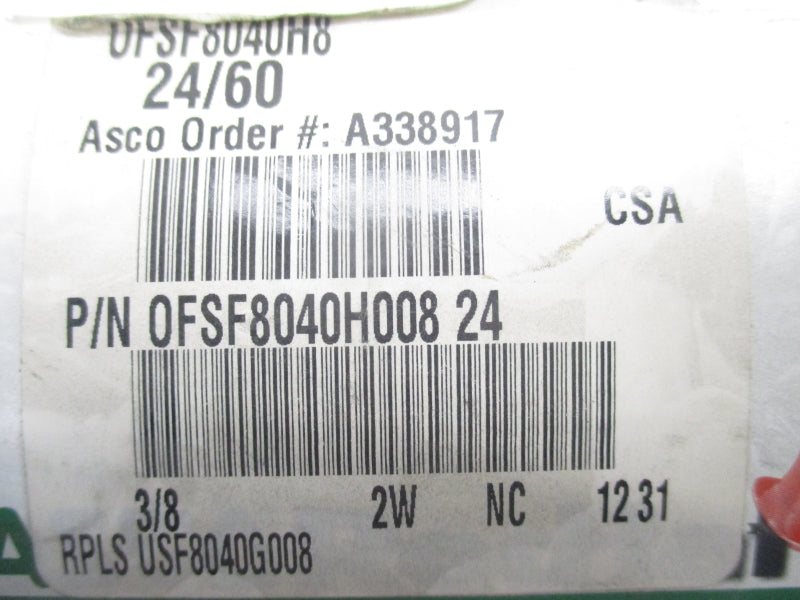 OFSF8040H8
24/60
Asco Order #: A338917
CSA
P/N OFSF8040H008 24
3/8 2W NC 12 31
RPLS USF8040G008
A